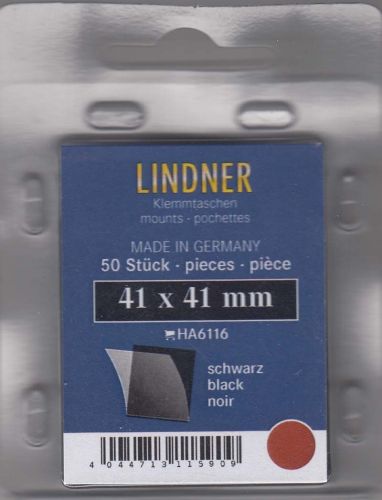 LINDNER
Klemmtaschen
mounts · pochettes
MADE IN GERMANY
50 Stück · pieces · pièce
41 x 41 mm
HA6116
schwarz
black
noir
4 044713 115909